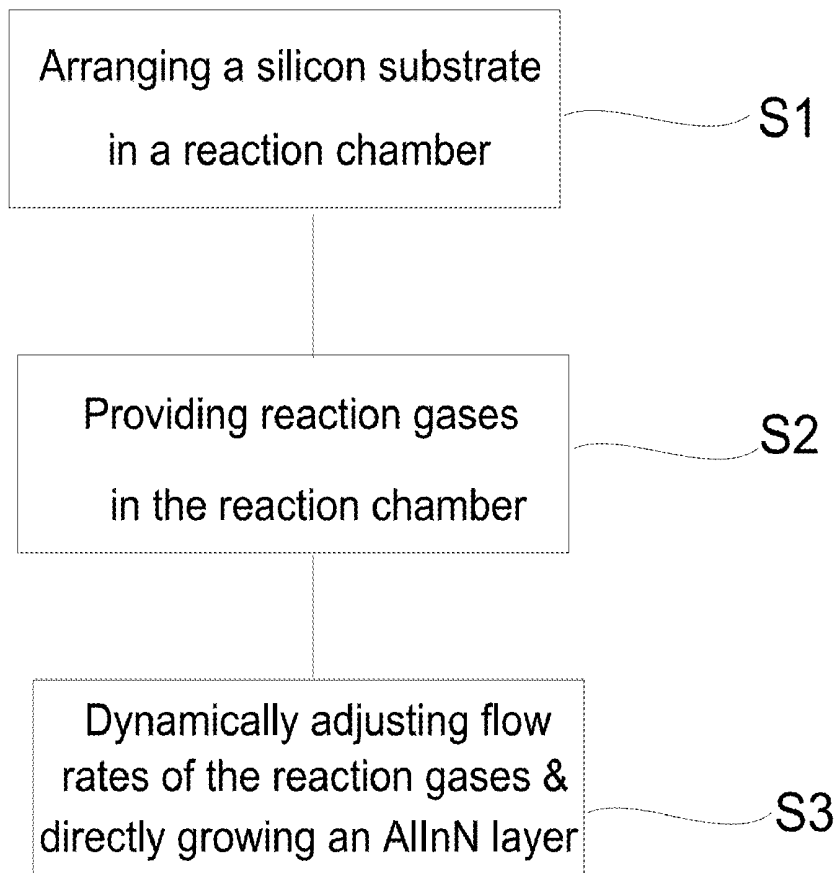 Arranging a silicon substrate
in a reaction chamber
S1
Providing reaction gases
in the reaction chamber
S2
Dynamically adjusting flow
rates of the reaction gases &
directly growing an AlInN layer
S3